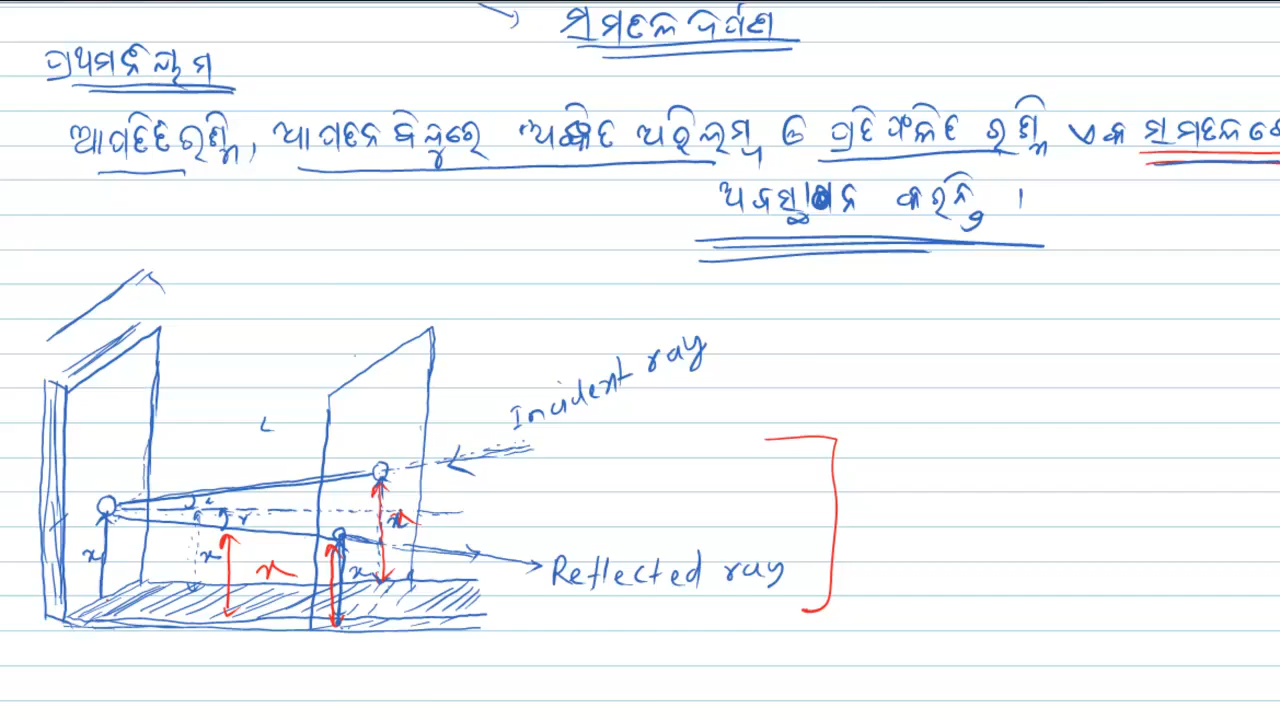 ସମତଳ ଦର୍ପଣ
ପ୍ରଥମ ନିୟମ
ଆପତିତ ରଶ୍ମି, ଆପତନ ବିନ୍ଦୁରେ ଅଙ୍କିତ ଅଭିଲମ୍ବ ଓ ପ୍ରତିଫଳିତ ରଶ୍ମି ଏକ ସମତଳରେ
ଅବସ୍ଥାନ କରନ୍ତି ।
Incident ray
i
r
x
x
x
x
x
Reflected ray